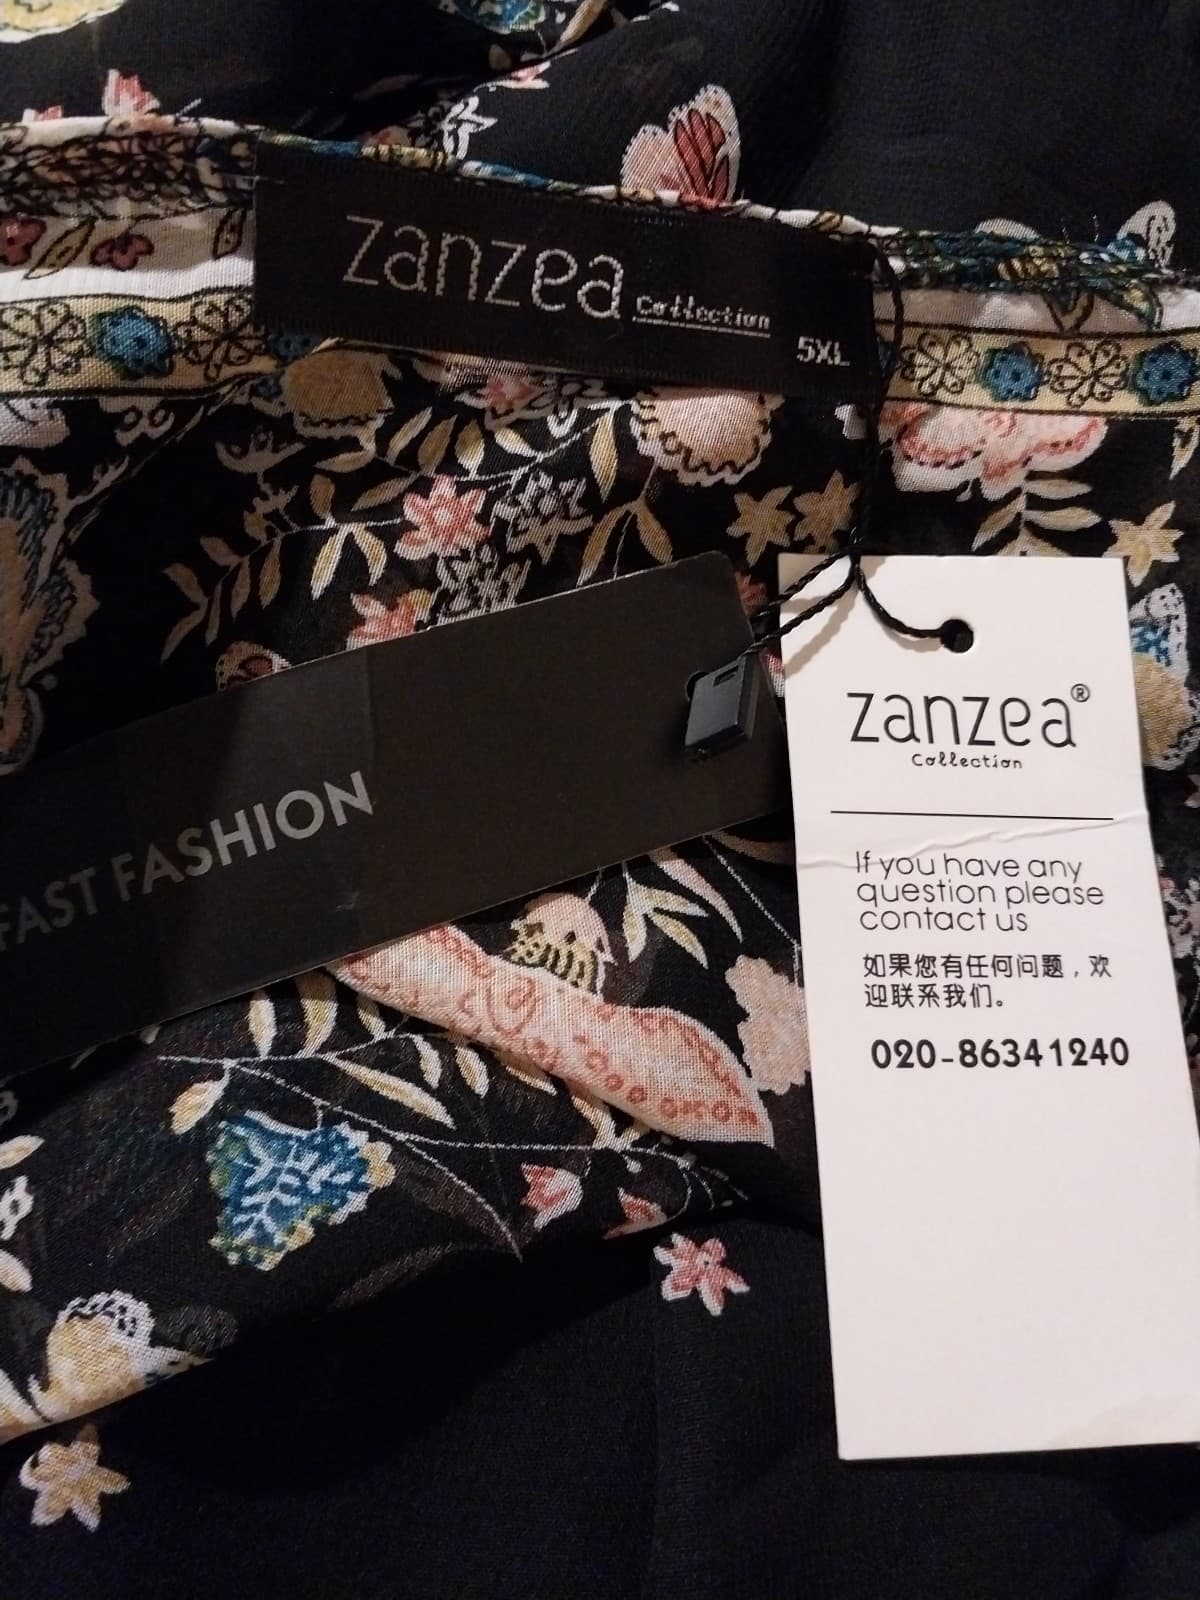 zanzea Collection
5XL
FAST FASHION
zanzea®
Collection
If you have any
question please
contact us
如果您有任何问题，欢
迎联系我们。
020-86341240